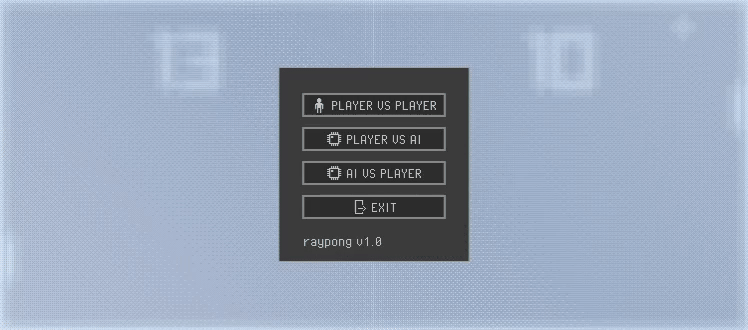 13 10
PLAYER VS PLAYER
PLAYER VS AI
AI VS PLAYER
EXIT
raypong v1.0